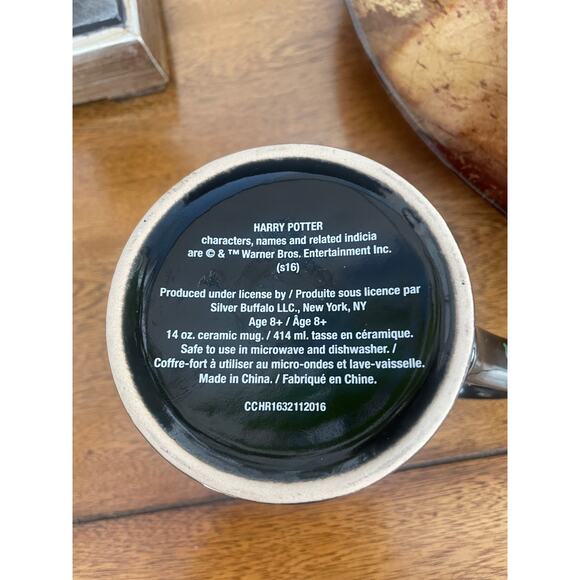 HARRY POTTER
characters, names and related indicia
are © & ™ Warner Bros. Entertainment Inc.
(s16)
Produced under license by / Produite sous licence par
Silver Buffalo LLC., New York, NY
Age 8+ / Âge 8+
14 oz. ceramic mug. / 414 ml. tasse en céramique.
Safe to use in microwave and dishwasher. /
Coffre-fort à utiliser au micro-ondes et lave-vaisselle.
Made in China. / Fabriqué en Chine.
CCHR1632112016